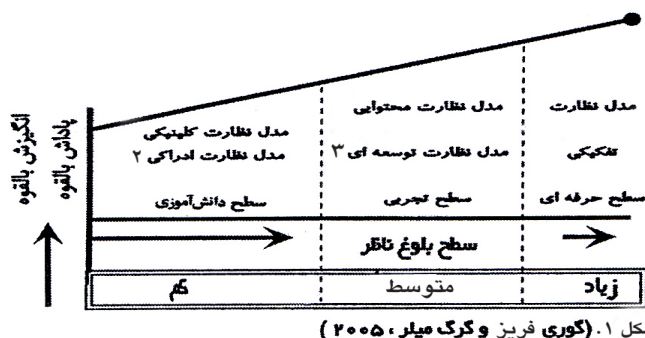 انگیزش بالقوه
پاداش بالقوه
مدل نظارت کلینیکی
مدل نظارت ادراکی ۲
سطح دانش‌آموزی
مدل نظارت محتوایی
مدل نظارت توسعه ای ۳
سطح تجربی
مدل نظارت
تفکیکی
سطح حرفه ای
سطح بلوغ ناظر
کم
متوسط
زیاد
کل ۱. (گوری فریز و گرگ میلر، ۲۰۰۵)